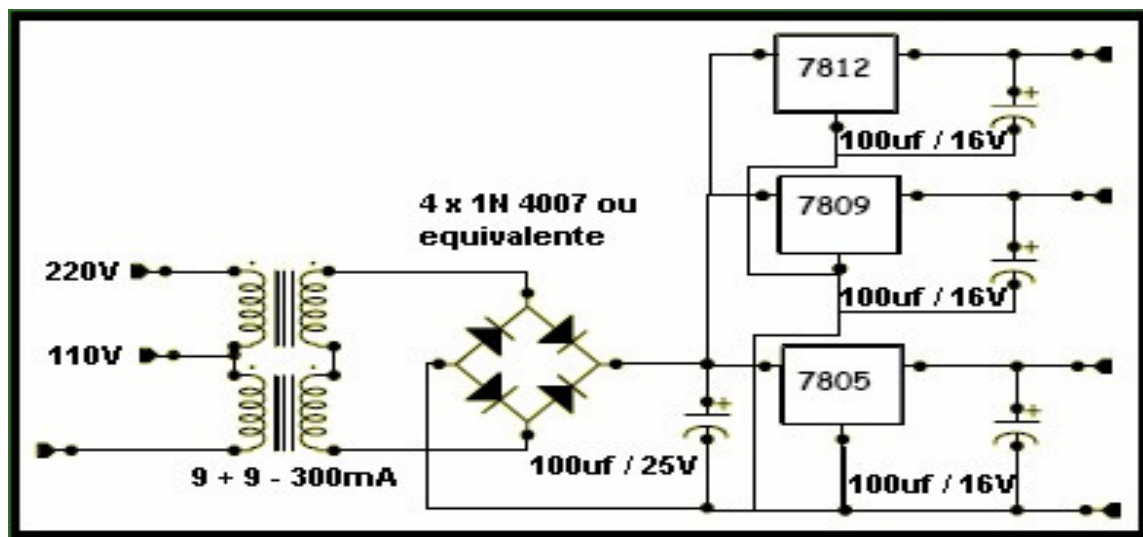 7812
100uf / 16V
4 x 1N 4007 ou
equivalente
7809
220V
100uf / 16V
110V
7805
100uf / 25V
9 + 9 - 300mA
100uf / 16V